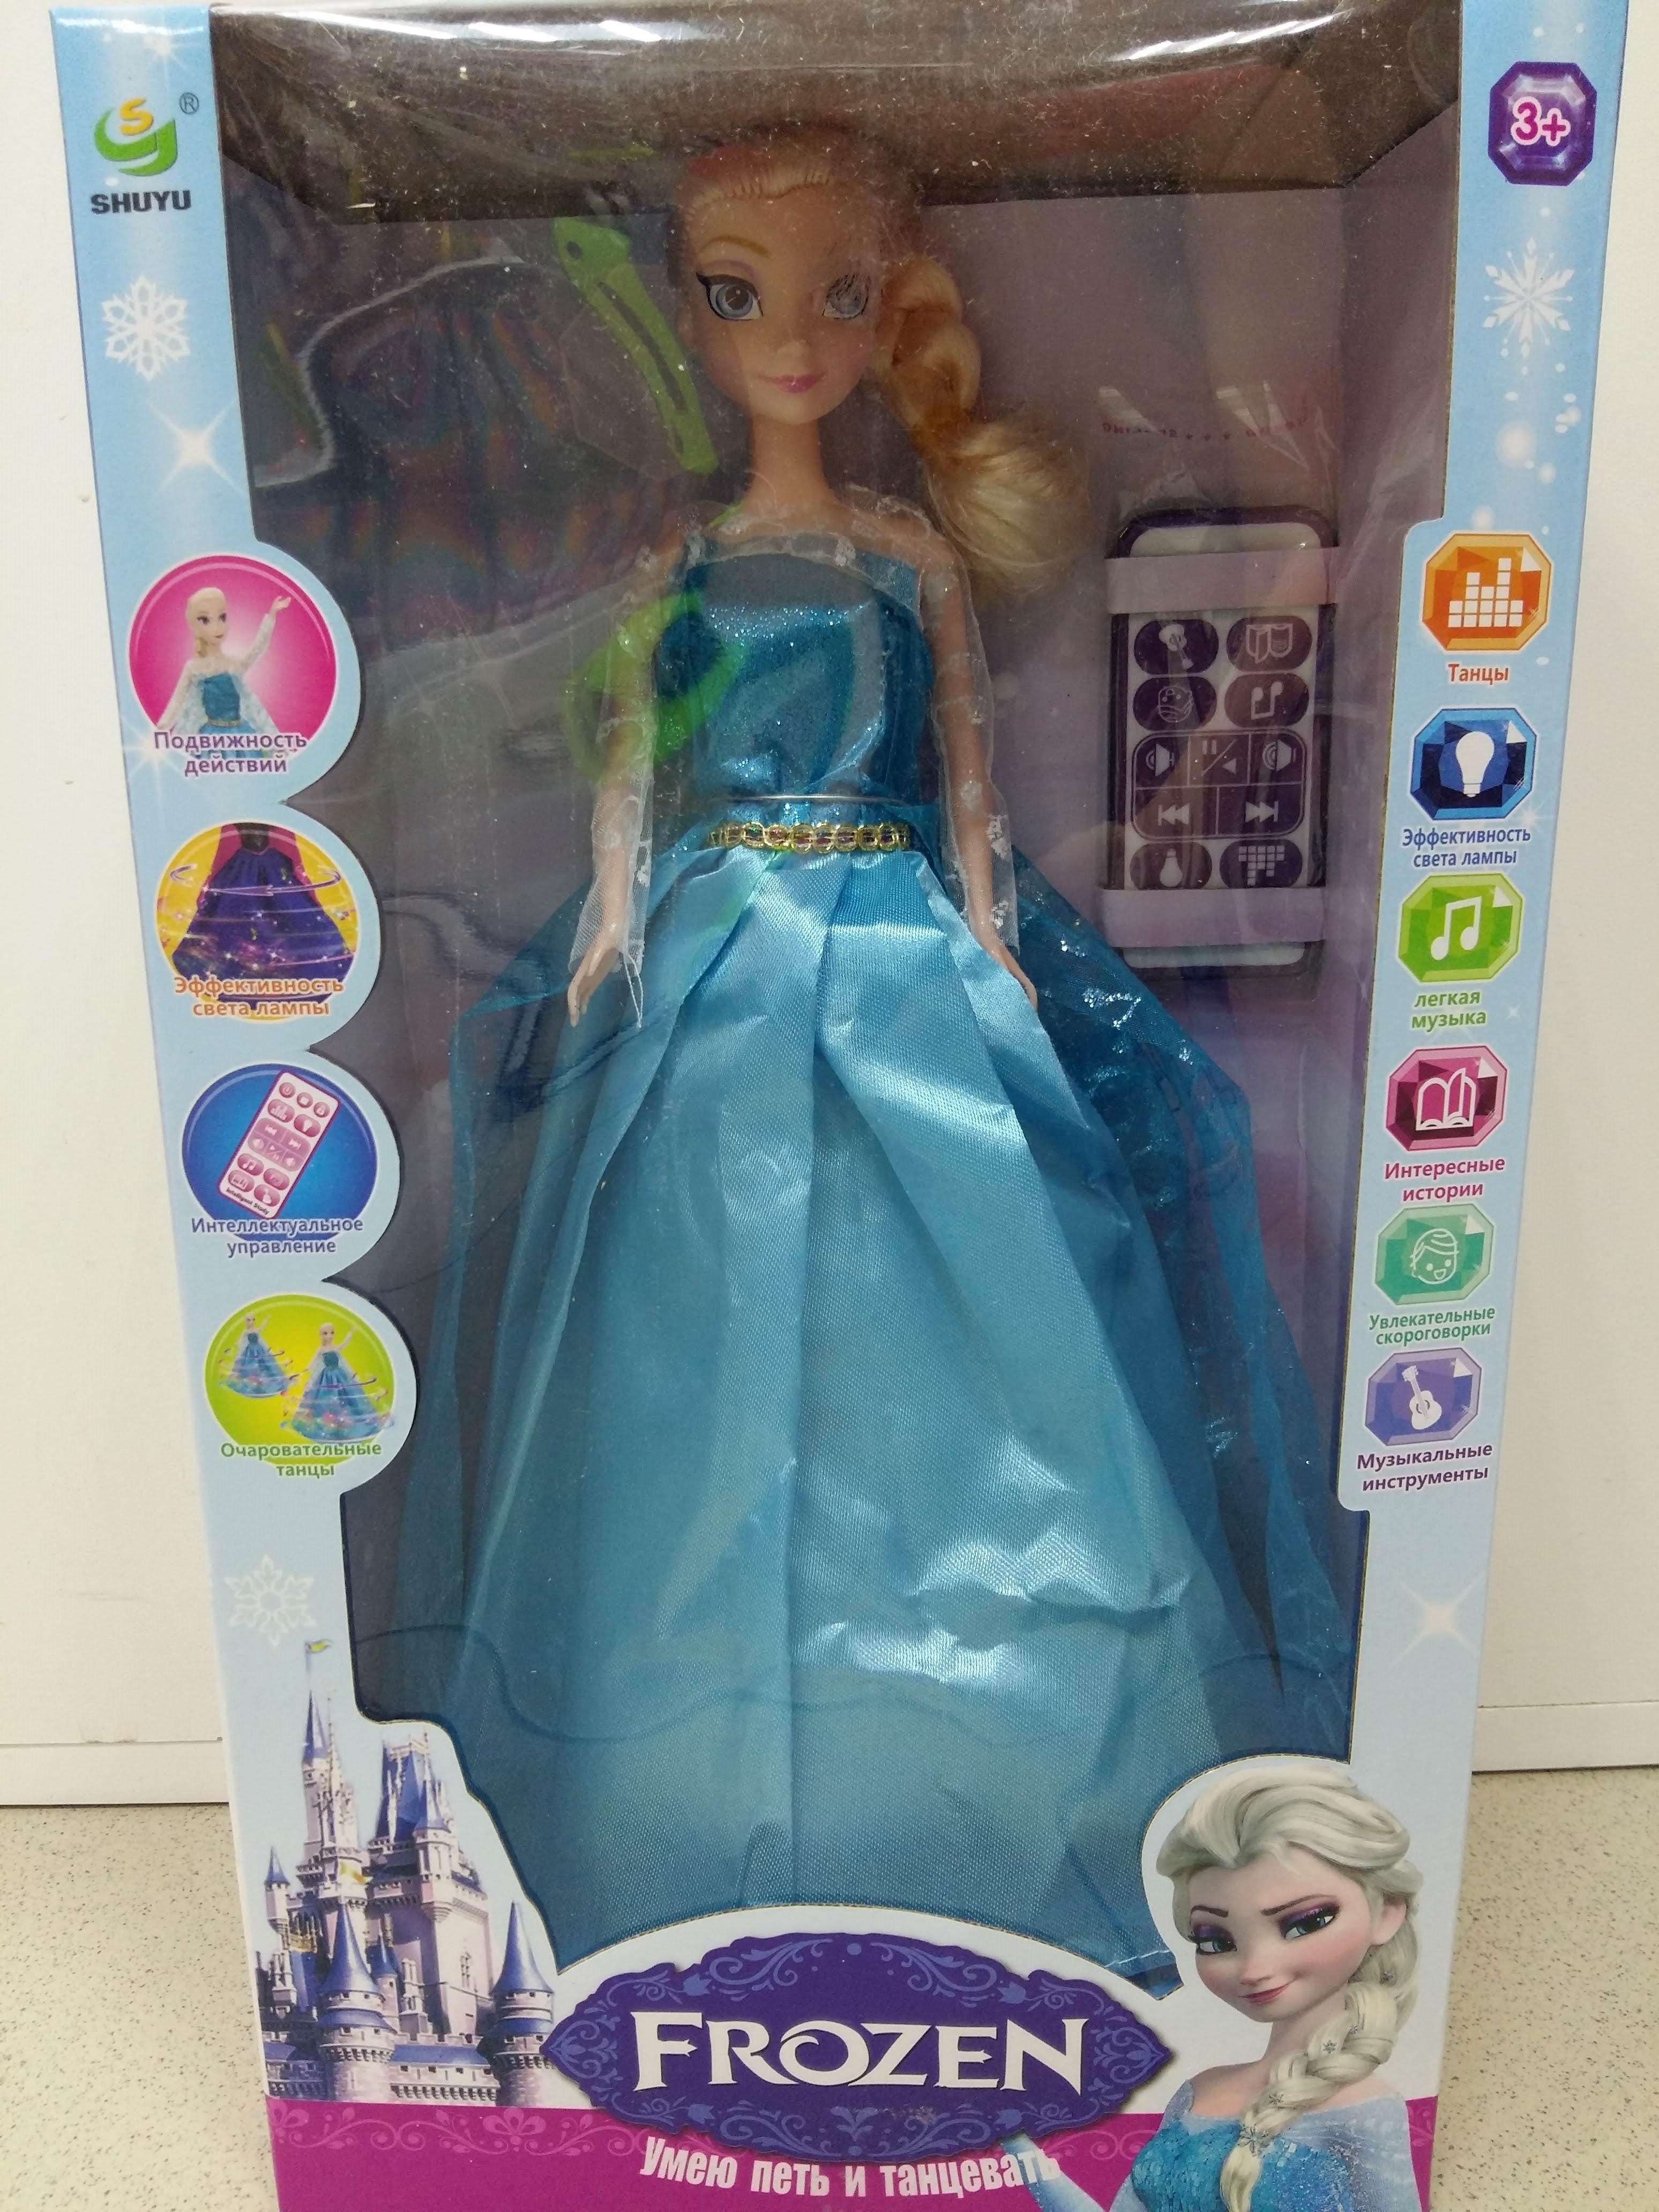 SY®
SHUYU
3+
Подвижность
действий
Эффективность
света лампы
Интеллектуальное
управление
Очаровательные
танцы
Танцы
Эффективность
света лампы
легкая
музыка
Интересные
истории
Увлекательные
скороговорки
Музыкальные
инструменты
FROZEN
Умею петь и танцевать